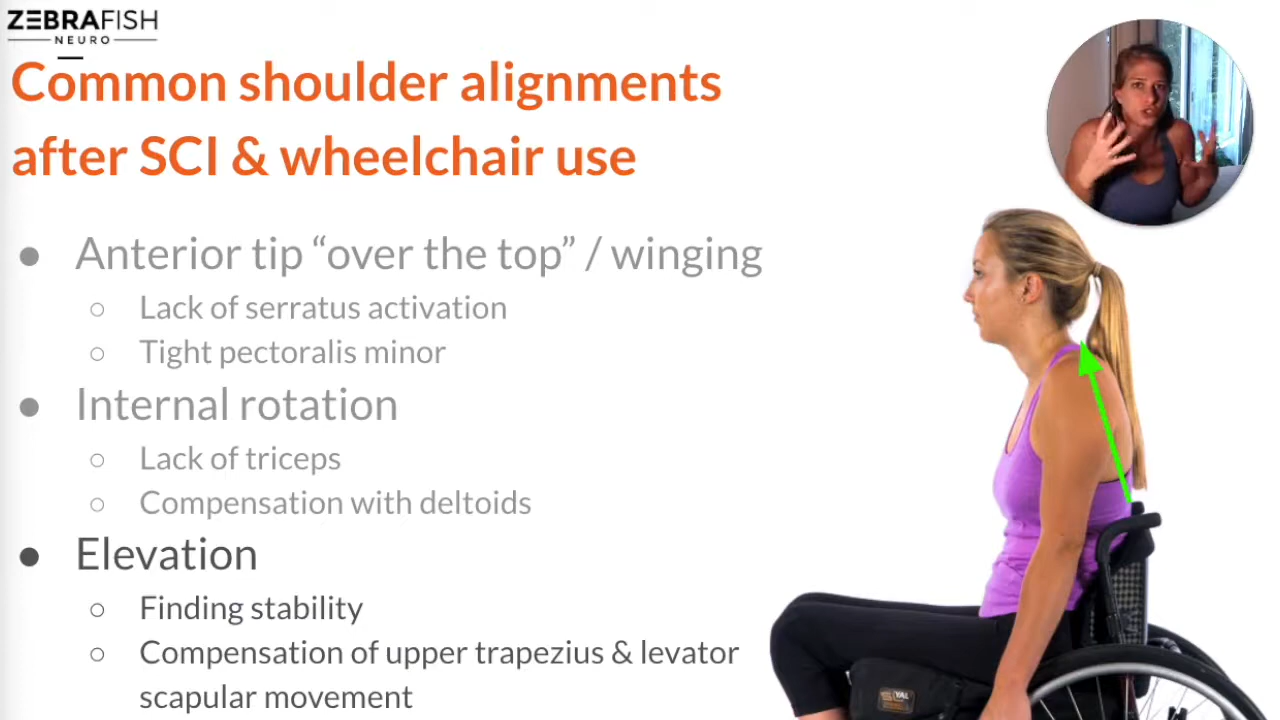 ZEBRAFISH
NEURO
Common shoulder alignments
after SCI & wheelchair use
● Anterior tip “over the top” / winging
○ Lack of serratus activation
○ Tight pectoralis minor
● Internal rotation
○ Lack of triceps
○ Compensation with deltoids
● Elevation
○ Finding stability
○ Compensation of upper trapezius & levator
scapular movement